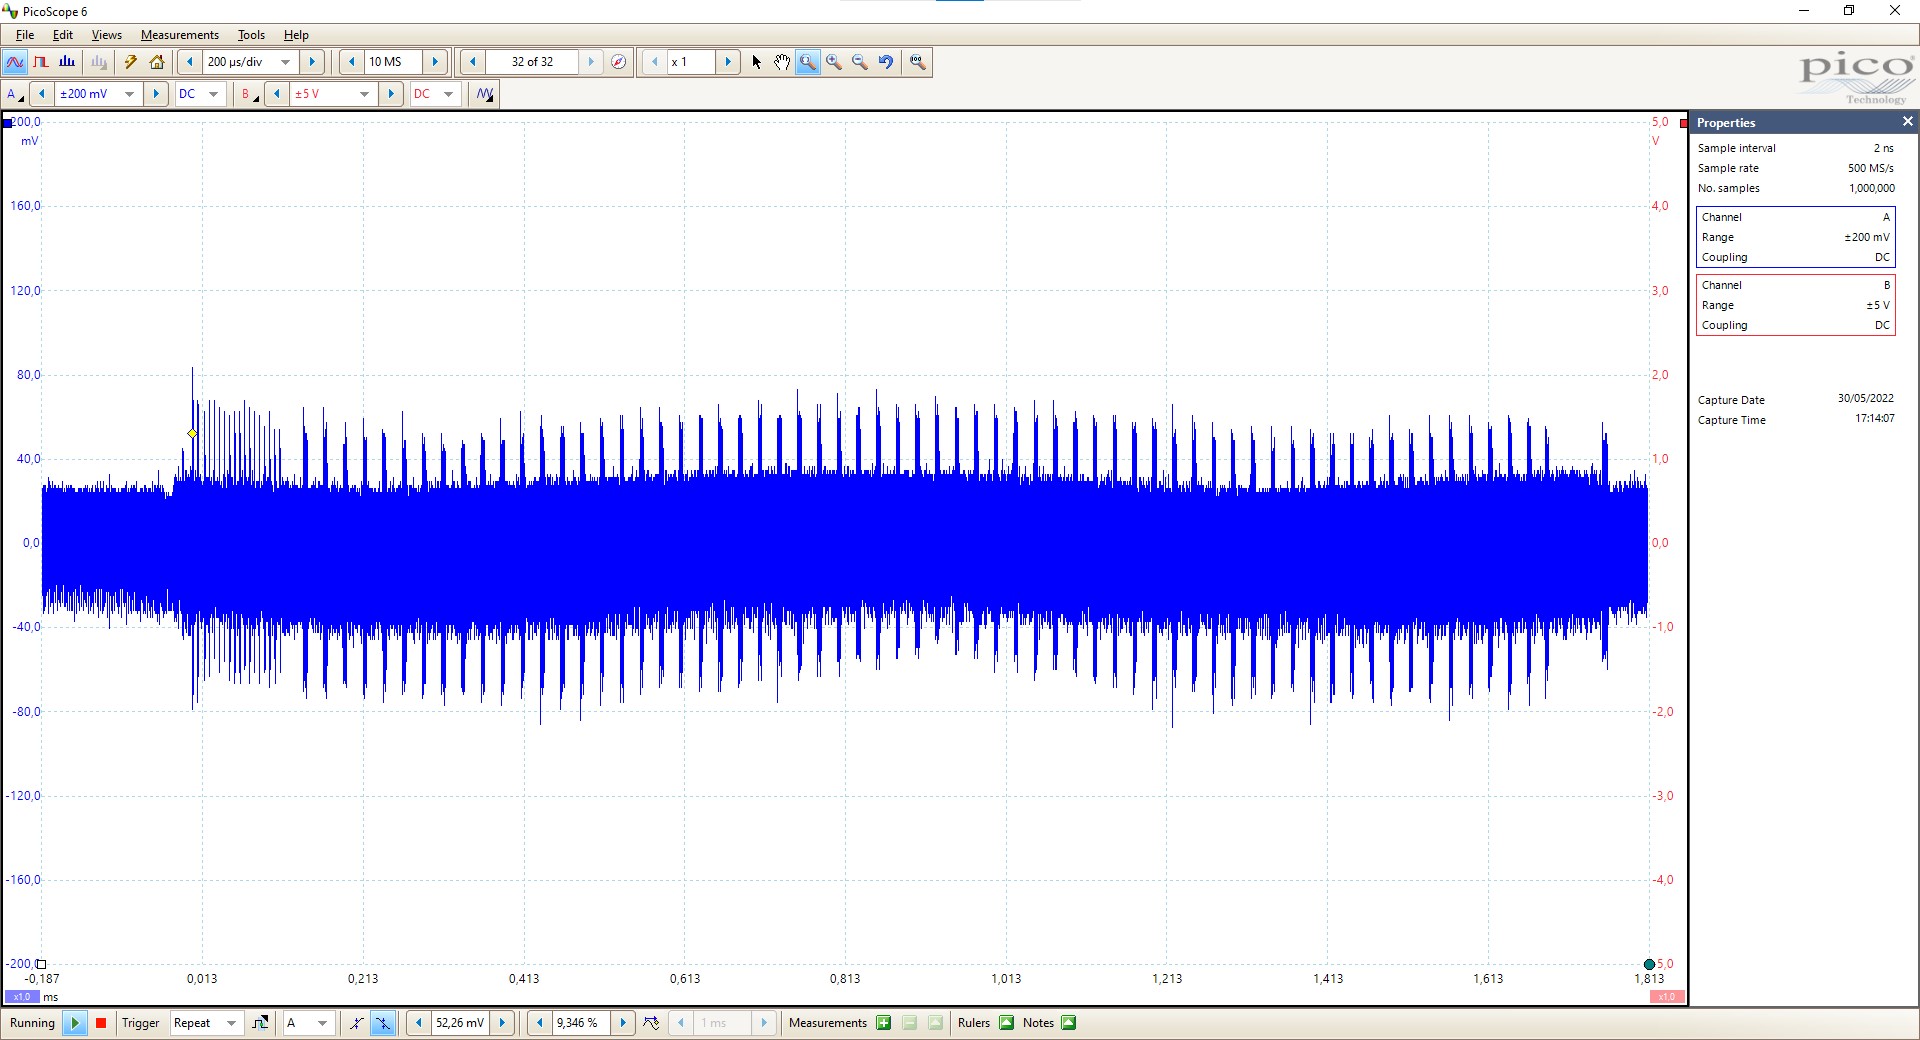 PicoScope 6
File Edit Views Measurements Tools Help
200 µs/div 10 MS 32 of 32 x 1
pico
Technology
A ±200 mV DC B ±5 V DC
200,0 5,0
mV V
160,0 4,0
120,0 3,0
80,0 2,0
40,0 1,0
0,0 0,0
-40,0 -1,0
-80,0 -2,0
-120,0 -3,0
-160,0 -4,0
-200,0 -5,0
-0,187 0,013 0,213 0,413 0,613 0,813 1,013 1,213 1,413 1,613 1,813
x1,0 ms x1,0
Properties
Sample interval 2 ns
Sample rate 500 MS/s
No. samples 1,000,000
Channel A
Range ±200 mV
Coupling DC
Channel B
Range ±5 V
Coupling DC
Capture Date 30/05/2022
Capture Time 17:14:07
Running Trigger Repeat A 52,26 mV 9,346 % 1 ms Measurements Rulers Notes